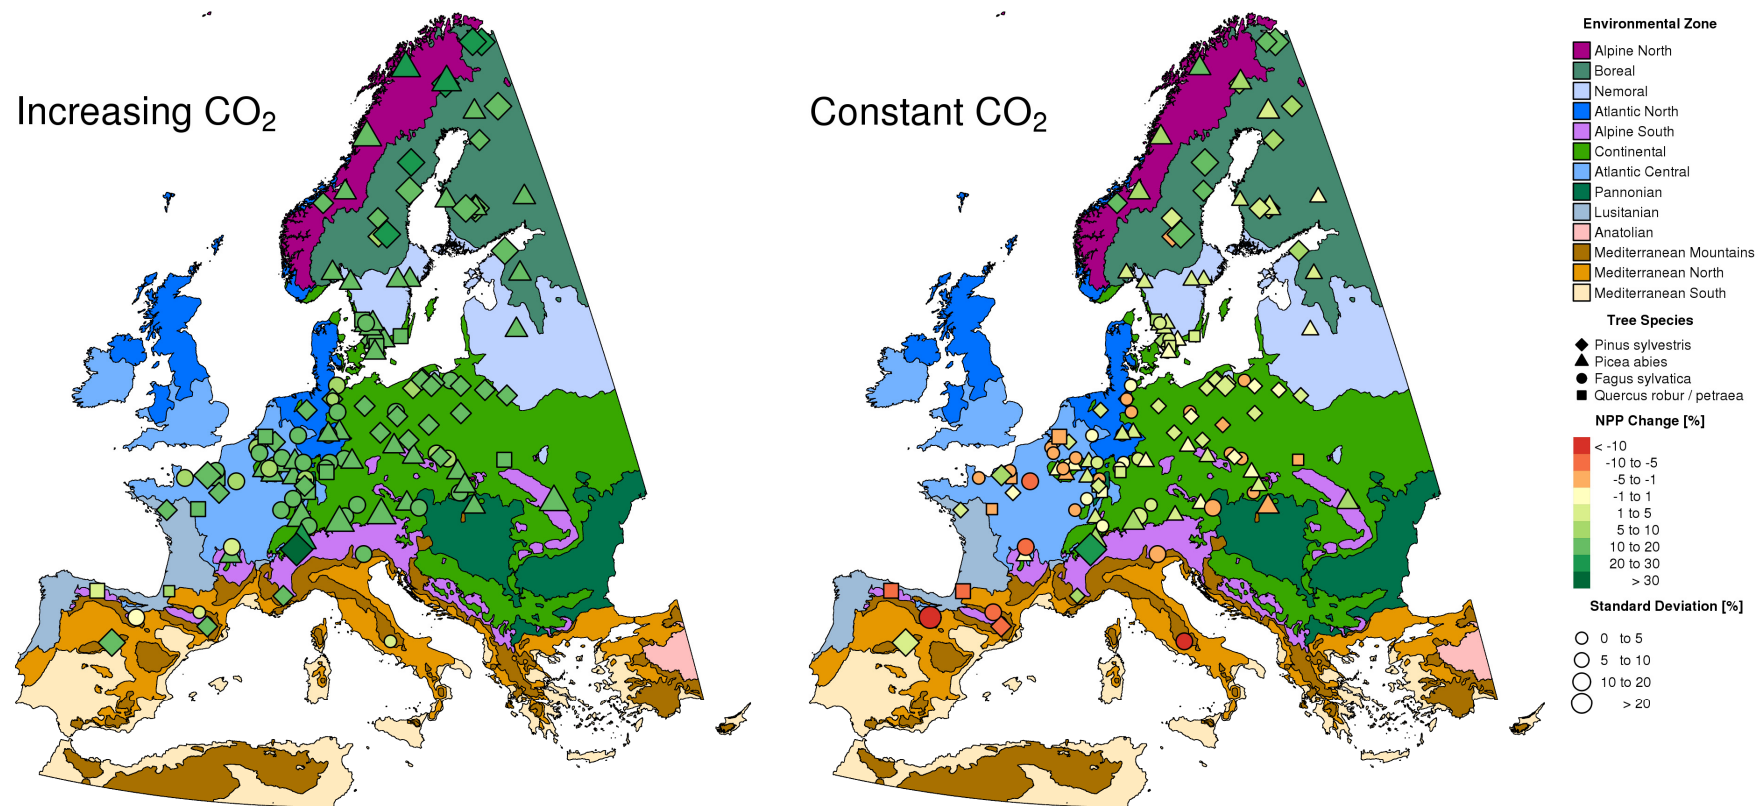 Increasing CO2
Constant CO2
Environmental Zone
Alpine North
Boreal
Nemoral
Atlantic North
Alpine South
Continental
Atlantic Central
Pannonian
Lusitanian
Anatolian
Mediterranean Mountains
Mediterranean North
Mediterranean South
Tree Species
Pinus sylvestris
Picea abies
Fagus sylvatica
Quercus robur / petraea
NPP Change [%]
< -10
-10 to -5
-5 to -1
-1 to 1
1 to 5
5 to 10
10 to 20
20 to 30
> 30
Standard Deviation [%]
0 to 5
5 to 10
10 to 20
> 20